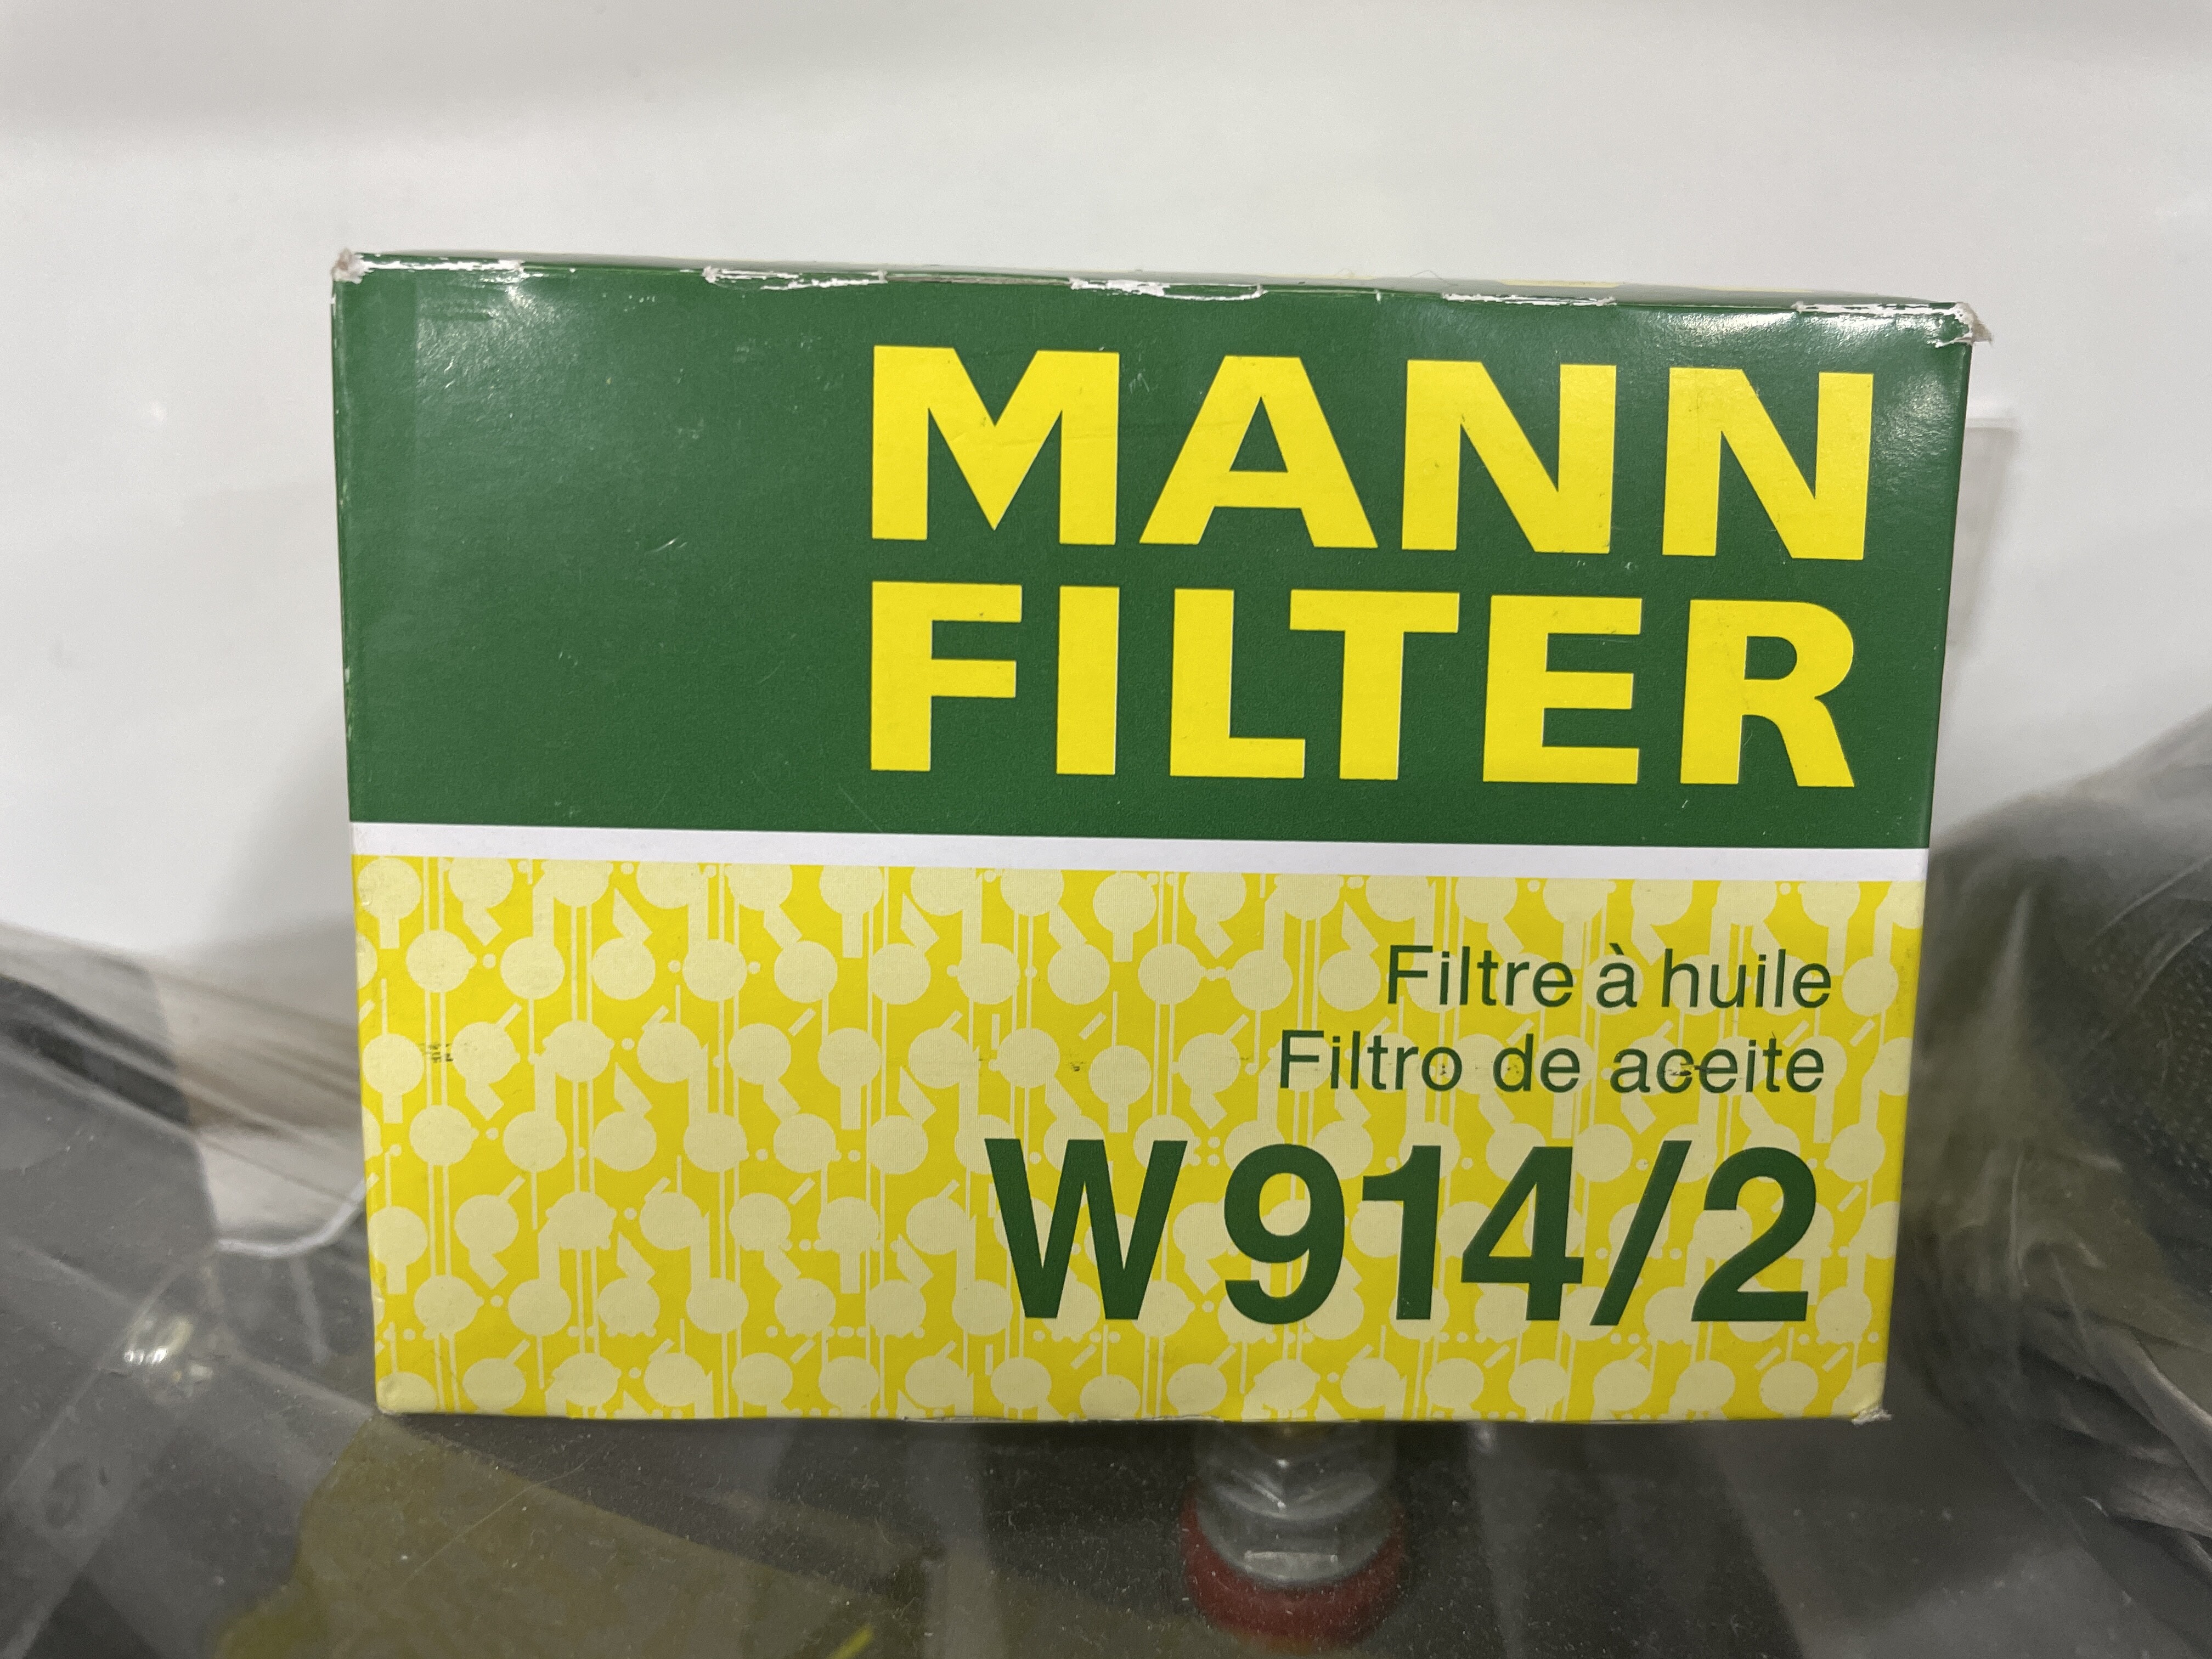 MANN
FILTER
Filtre à huile
Filtro de aceite
W 914/2